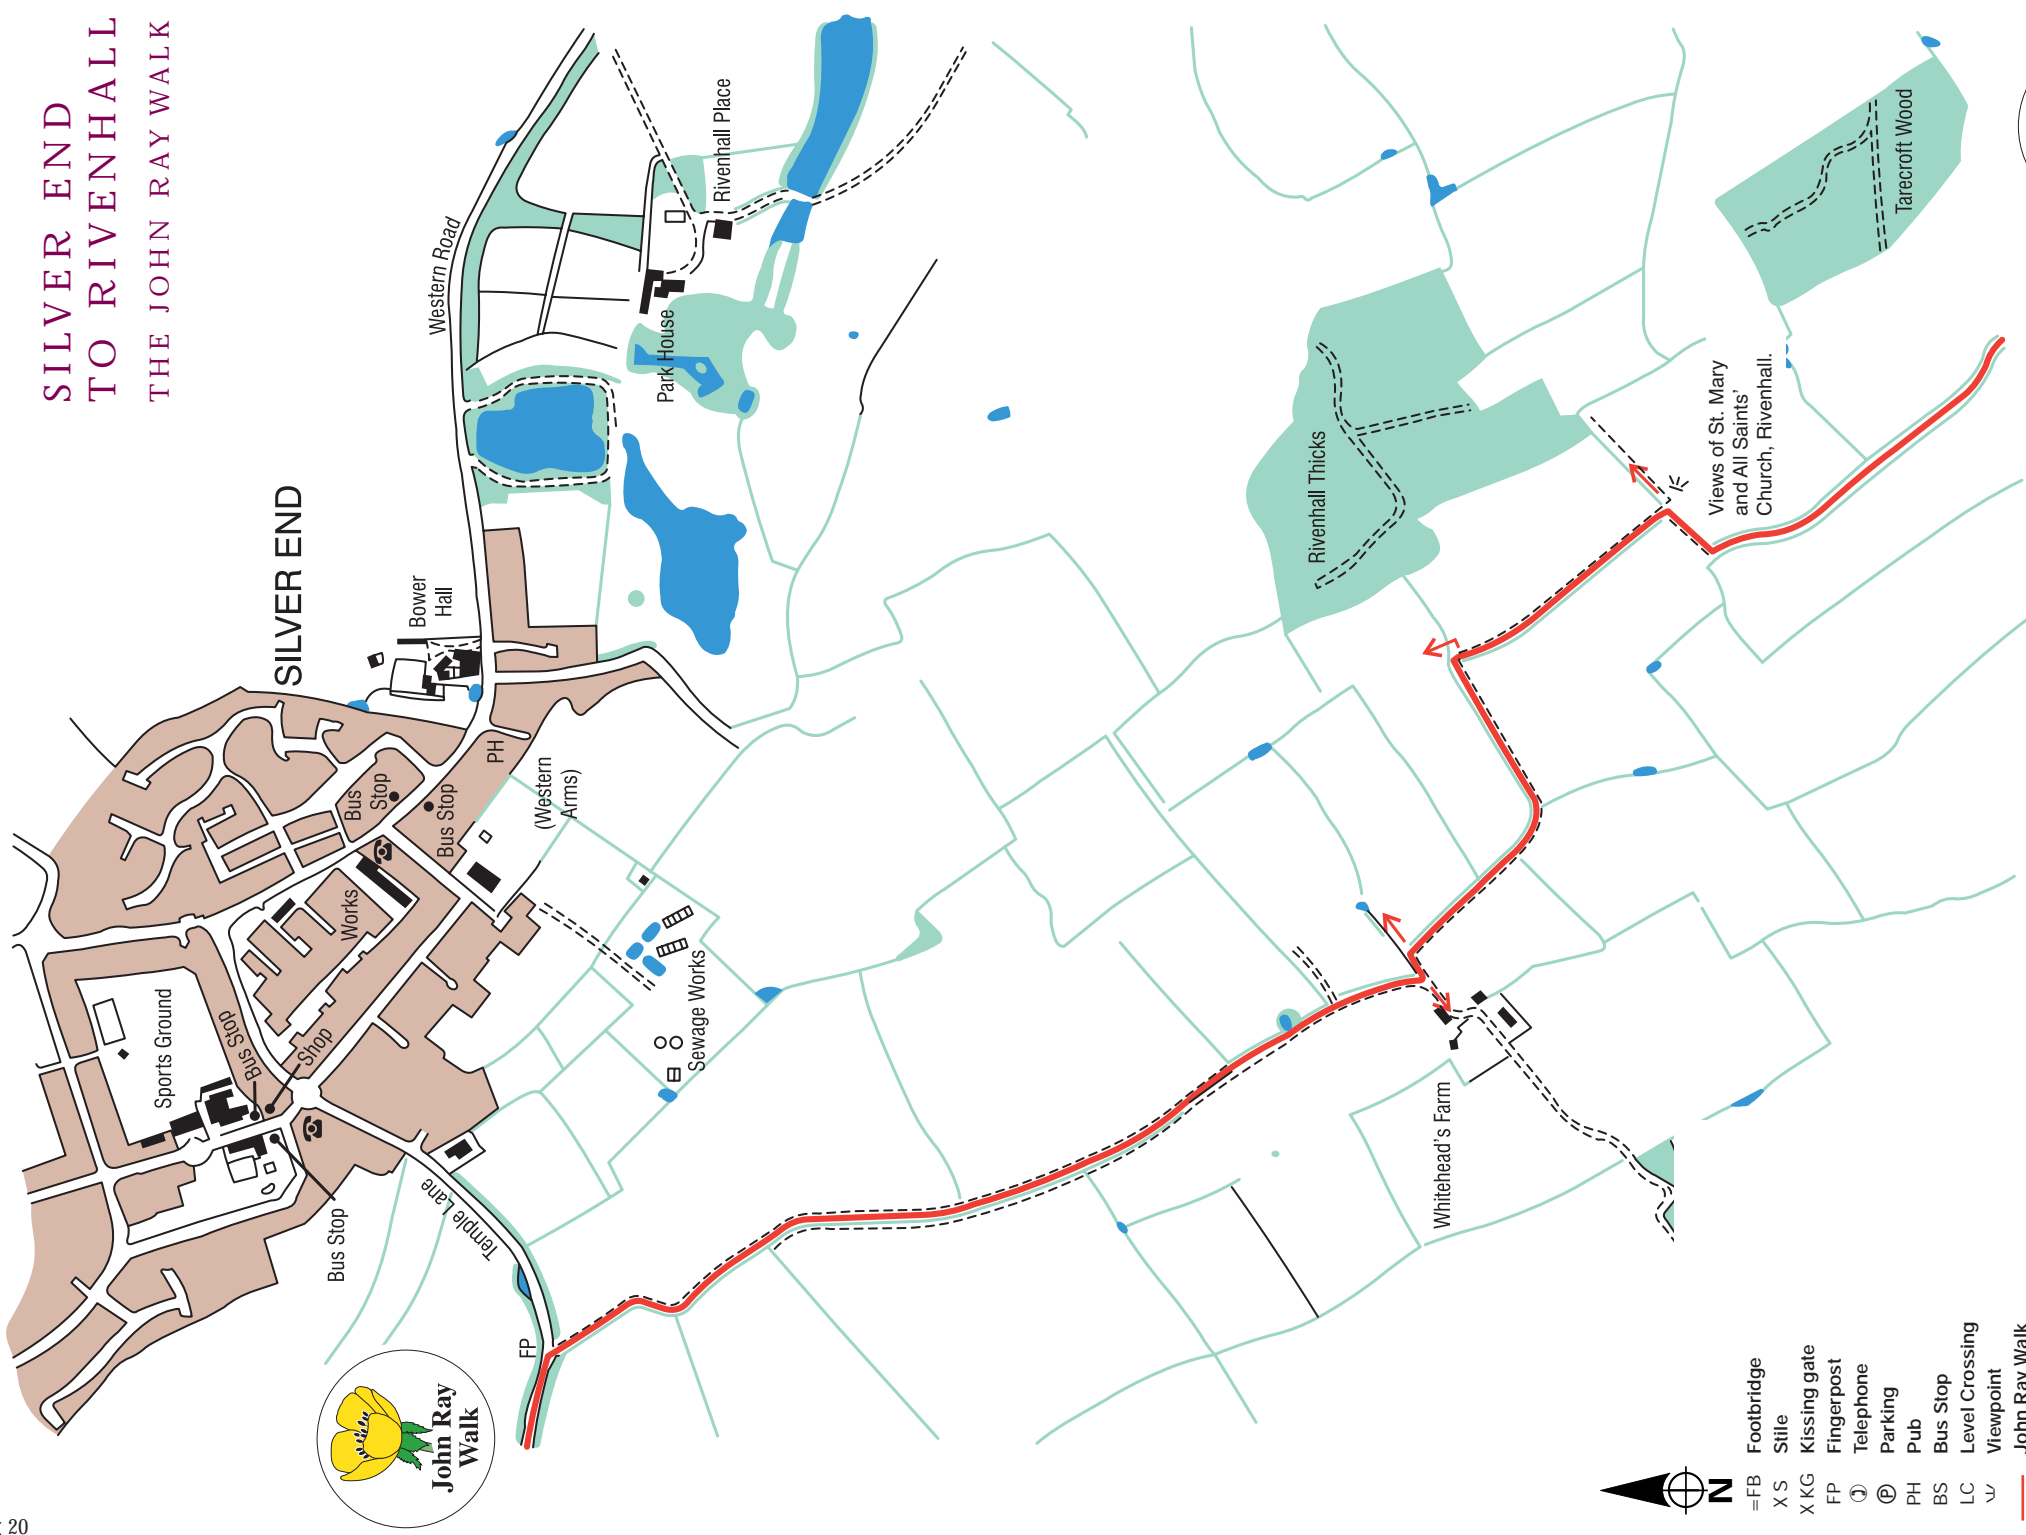 SILVER END
TO RIVENHALL
THE JOHN RAY WALK
SILVER END
Western Road
Rivenhall Place
Park House
Bower
Hall
PH
(Western
Arms)
Bus
Stop
Bus Stop
Works
Sports Ground
Bus Stop
Shop
Bus Stop
Temple Lane
Sewage Works
FP
John Ray
Walk
Rivenhall Thicks
Tarecroft Wood
Views of St. Mary
and All Saints'
Church, Rivenhall.
Whitehead's Farm
N
=FB Footbridge
X S Stile
X KG Kissing gate
FP Fingerpost
Telephone
P Parking
PH Pub
BS Bus Stop
LC Level Crossing
Viewpoint
John Ray Walk
20